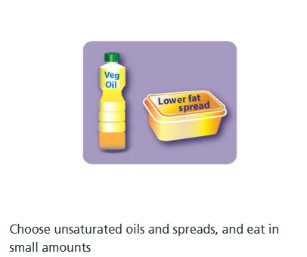 Veg
Oil
Lower fat
spread
Choose unsaturated oils and spreads, and eat in
small amounts